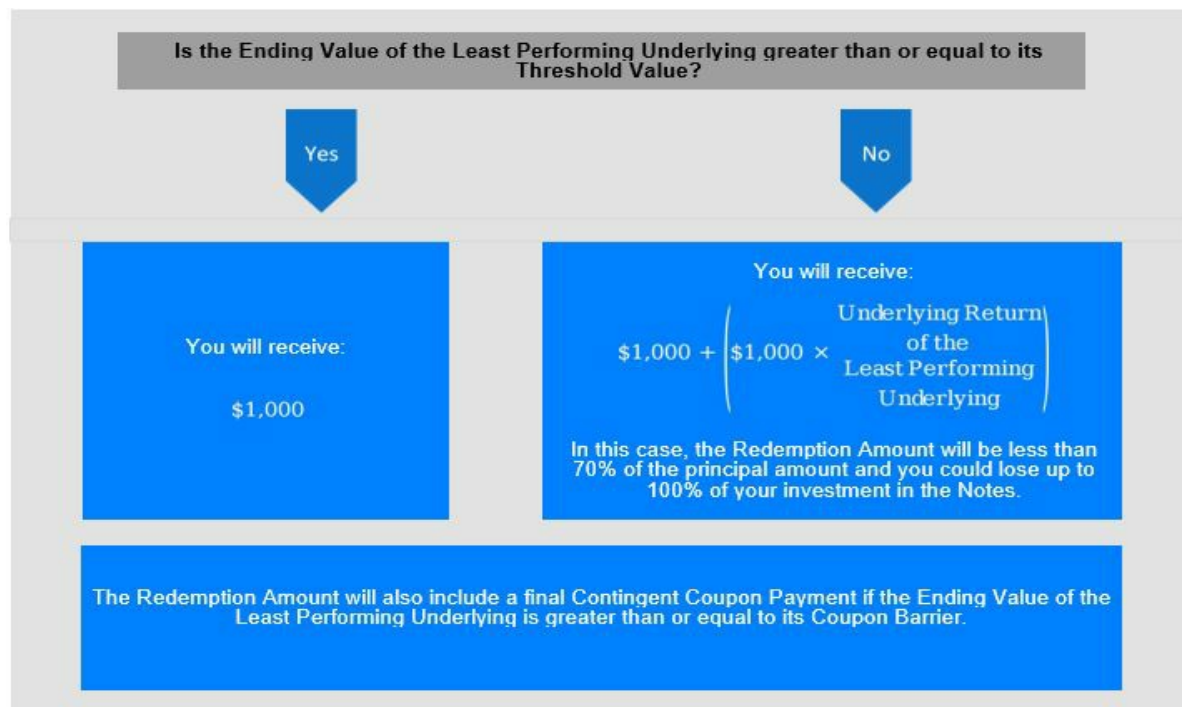 Is the Ending Value of the Least Performing Underlying greater than or equal to its
Threshold Value?
Yes
No
You will receive:
$1,000
You will receive:
$1,000 + ($1,000 × Underlying Return
of the
Least Performing
Underlying)
In this case, the Redemption Amount will be less than
70% of the principal amount and you could lose up to
100% of your investment in the Notes.
The Redemption Amount will also include a final Contingent Coupon Payment if the Ending Value of the
Least Performing Underlying is greater than or equal to its Coupon Barrier.